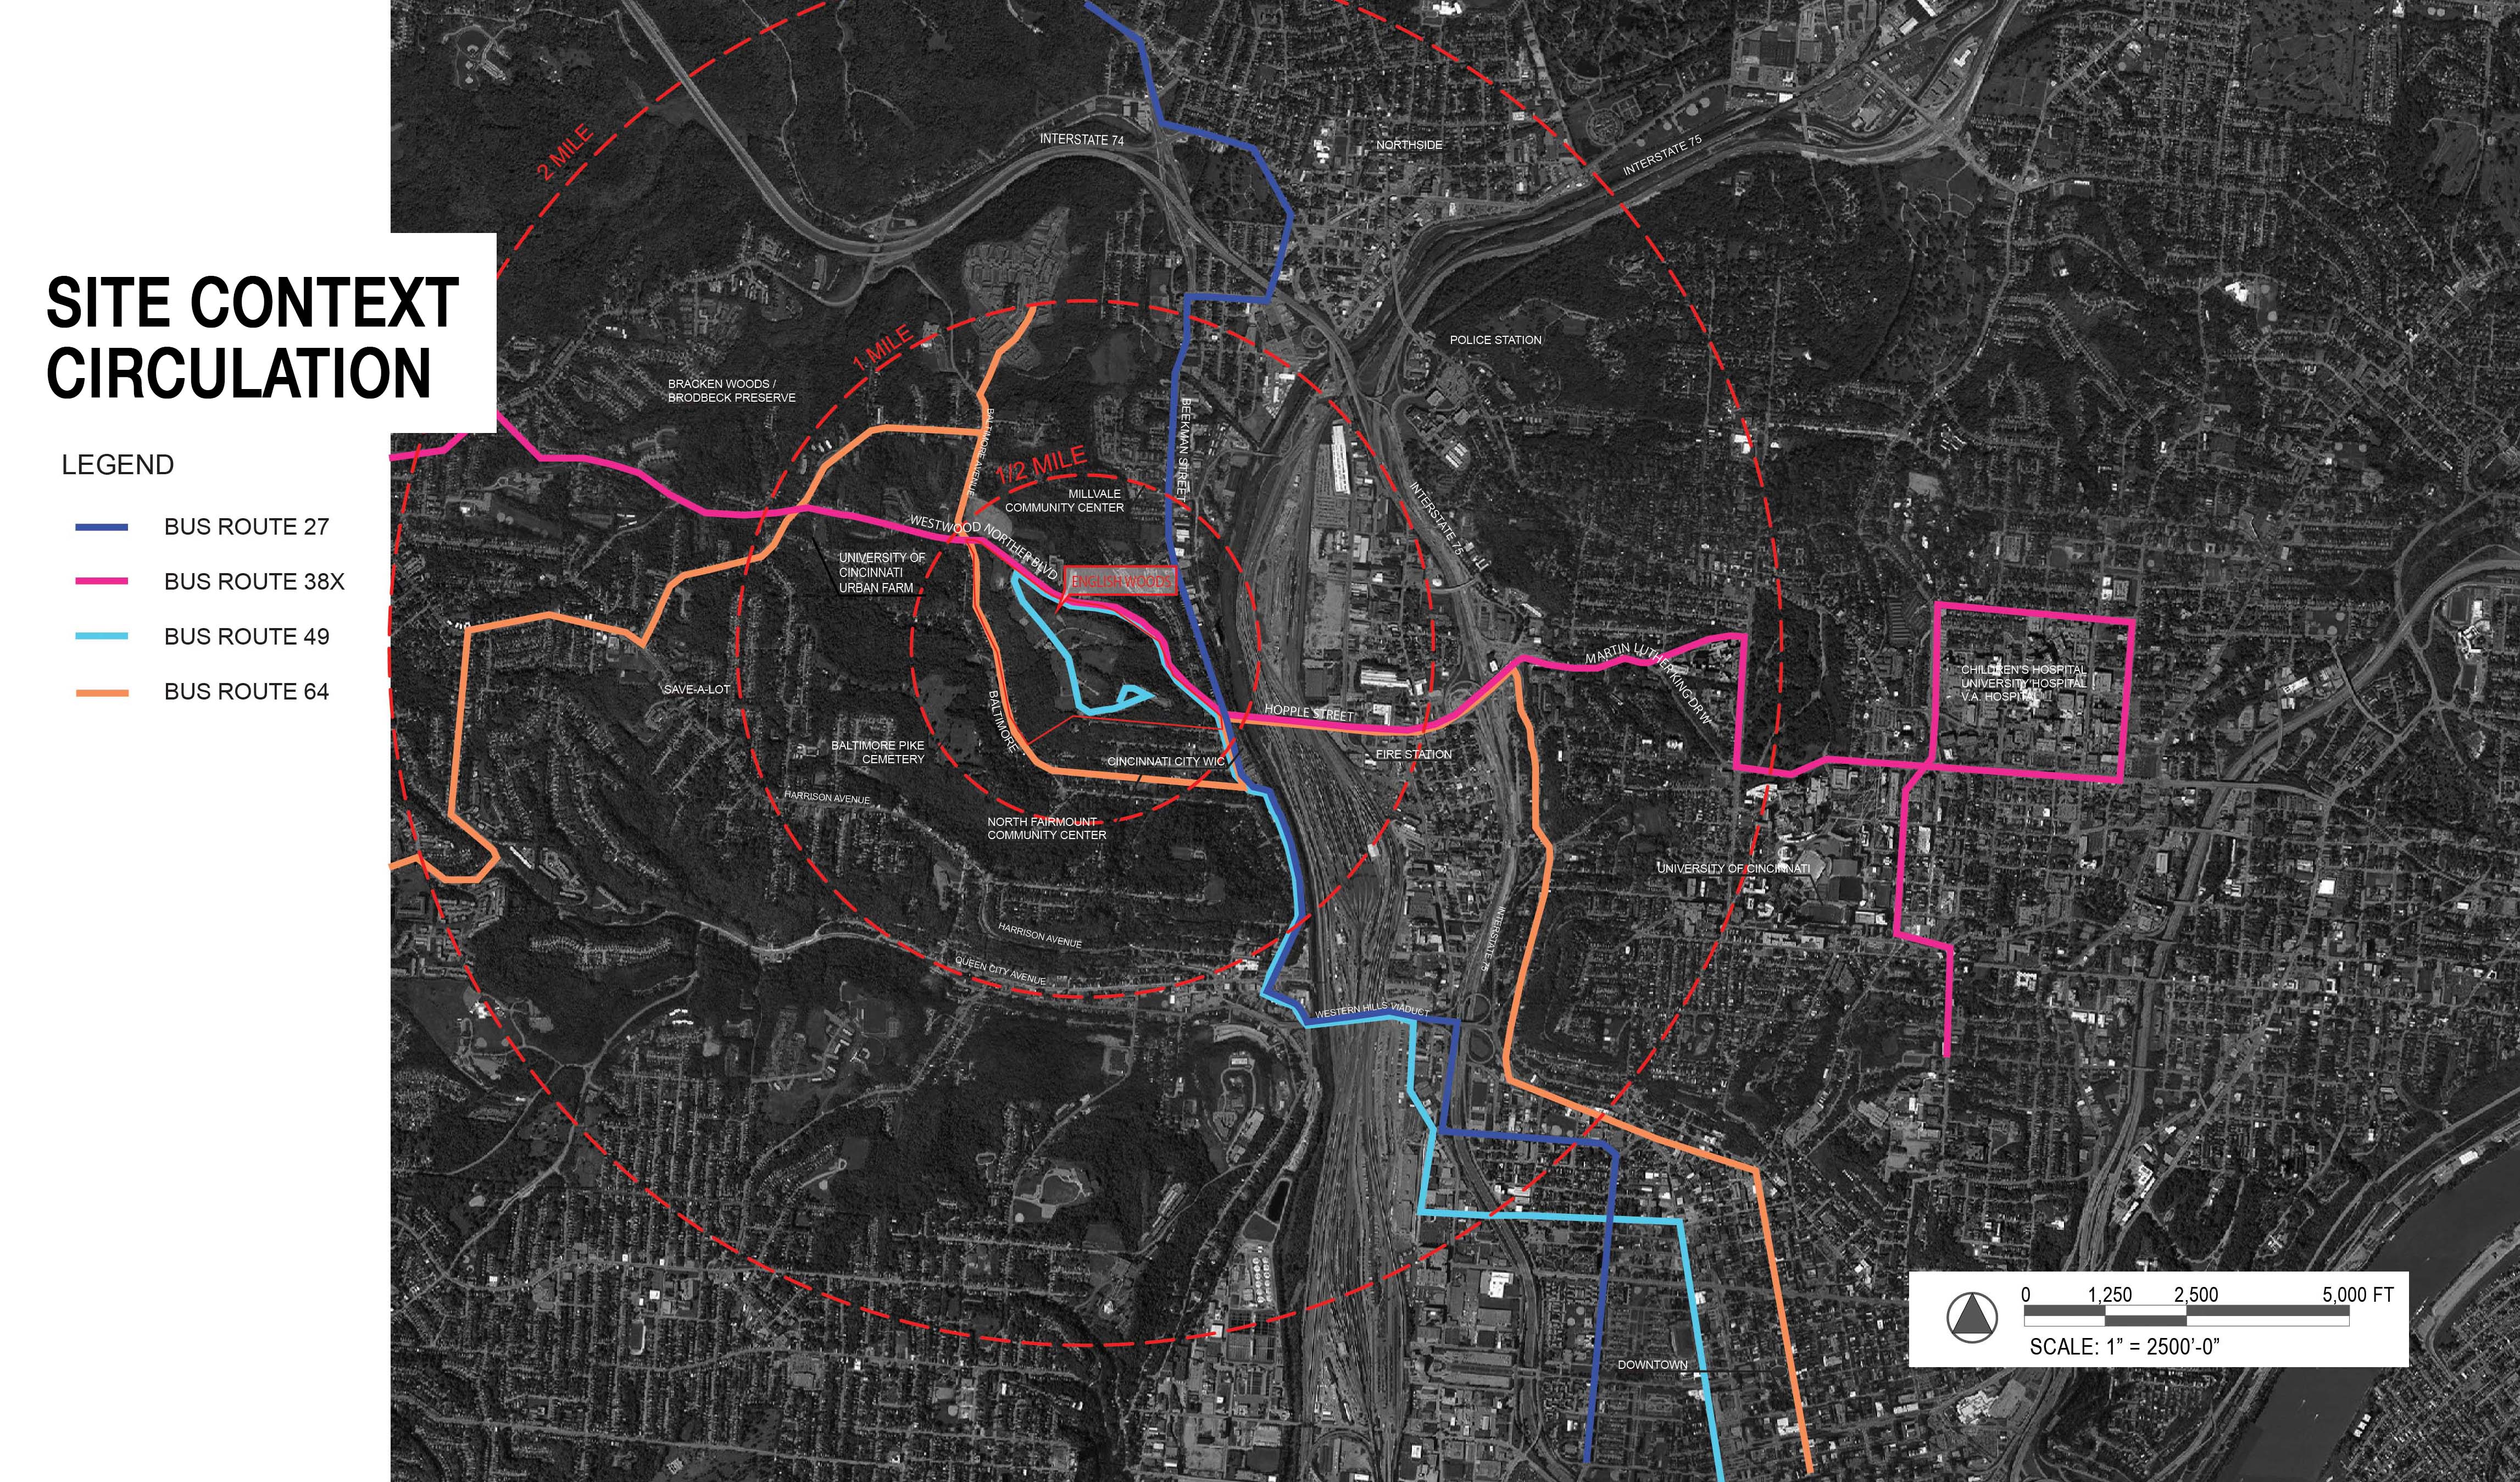 SITE CONTEXT
CIRCULATION
LEGEND
BUS ROUTE 27
BUS ROUTE 38X
BUS ROUTE 49
BUS ROUTE 64
2 MILE
1 MILE
1/2 MILE
INTERSTATE 74
NORTHSIDE
INTERSTATE 75
POLICE STATION
BRACKEN WOODS /
BRODBECK PRESERVE
BALTIMORE AVENUE
BEEKMAN STREET
MILLVALE
COMMUNITY CENTER
INTERSTATE 75
WESTWOOD NORTHER BLVD
UNIVERSITY OF
CINCINNATI
URBAN FARM
ENGLISH WOODS
MARTIN LUTHER KING DR W
CHILDREN'S HOSPITAL
UNIVERSITY HOSPITAL
V.A. HOSPITAL
SAVE-A-LOT
BALTIMORE
HOPPLE STREET
FIRE STATION
BALTIMORE PIKE
CEMETERY
CINCINNATI CITY WIC
HARRISON AVENUE
NORTH FAIRMOUNT
COMMUNITY CENTER
UNIVERSITY OF CINCINNATI
HARRISON AVENUE
INTERSTATE 75
QUEEN CITY AVENUE
WESTERN HILLS VIADUCT
DOWNTOWN
0 1,250 2,500 5,000 FT
SCALE: 1” = 2500’-0”